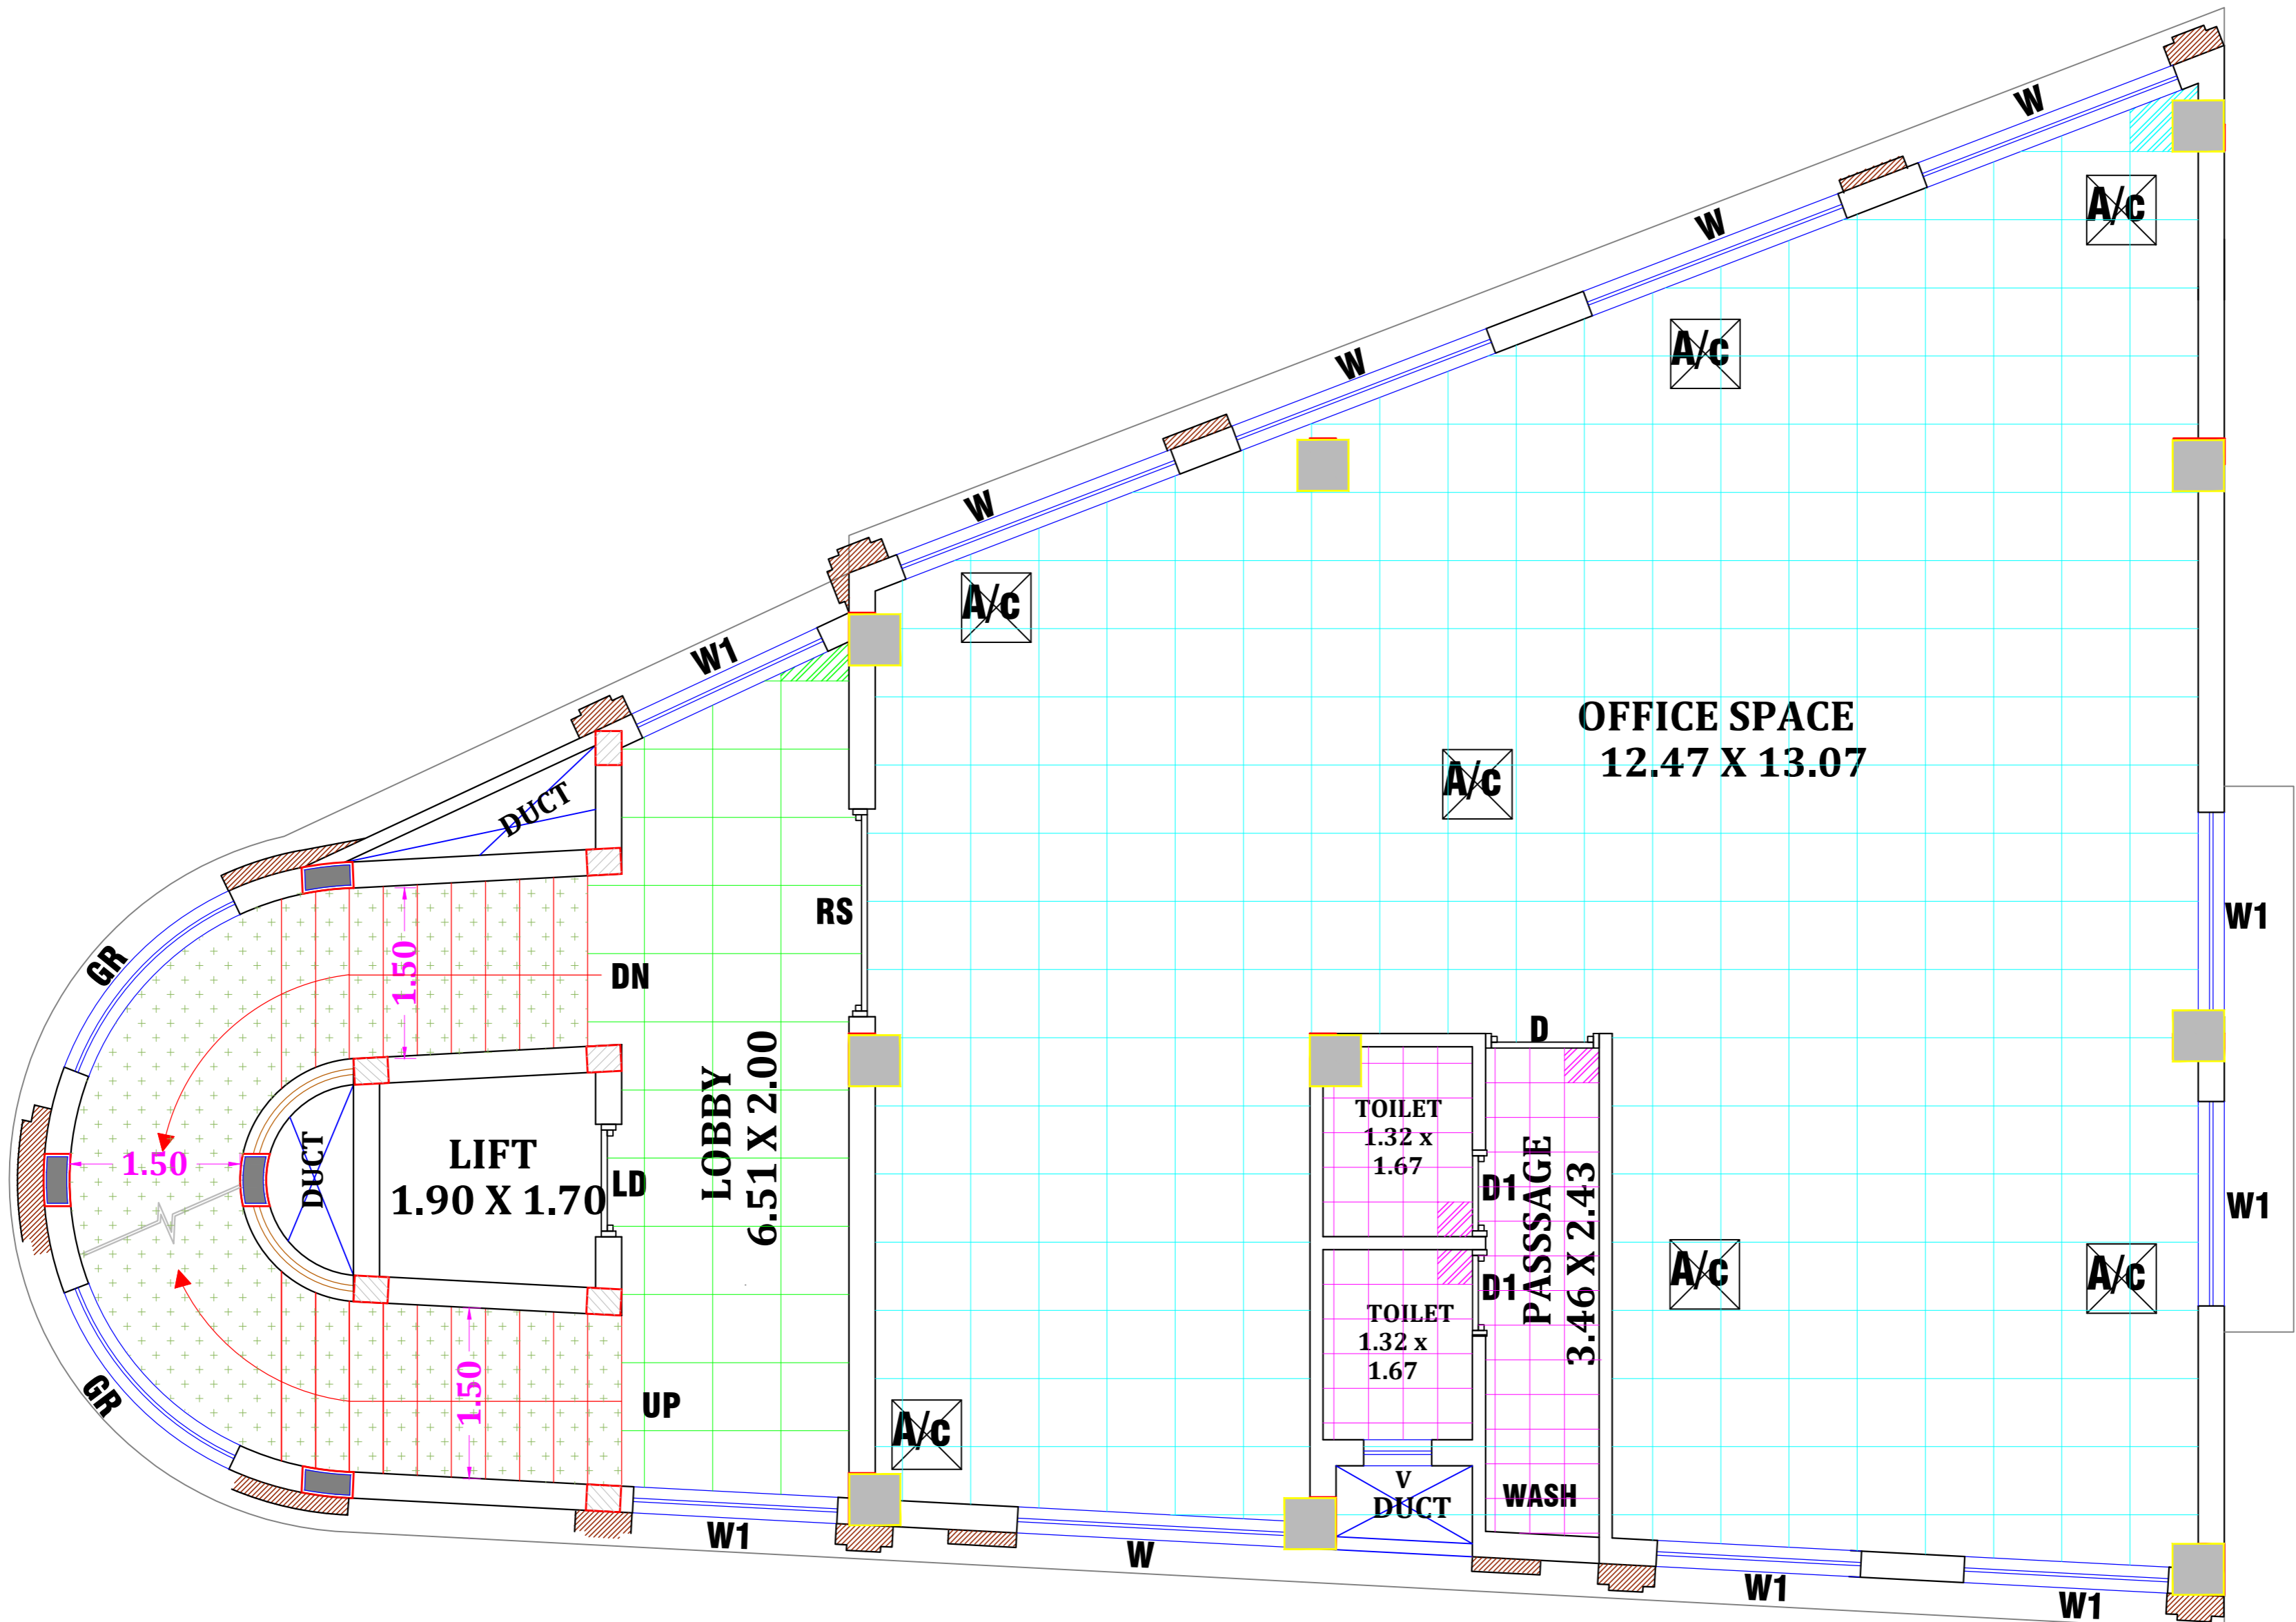 W
A/c
W
A/c
W
W
A/c
W1
OFFICE SPACE
12.47 X 13.07
A/c
DUCT
RS
W1
GR
1.50
DN
D
LOBBY
6.51 X 2.00
TOILET
1.32 x
1.67
PASSSAGE
3.46 X 2.43
D1
1.50
DUCT
LIFT
1.90 X 1.70
LD
W1
A/c
A/c
D1
TOILET
1.32 x
1.67
GR
1.50
UP
A/c
V
DUCT
WASH
W1
W
W1
W1